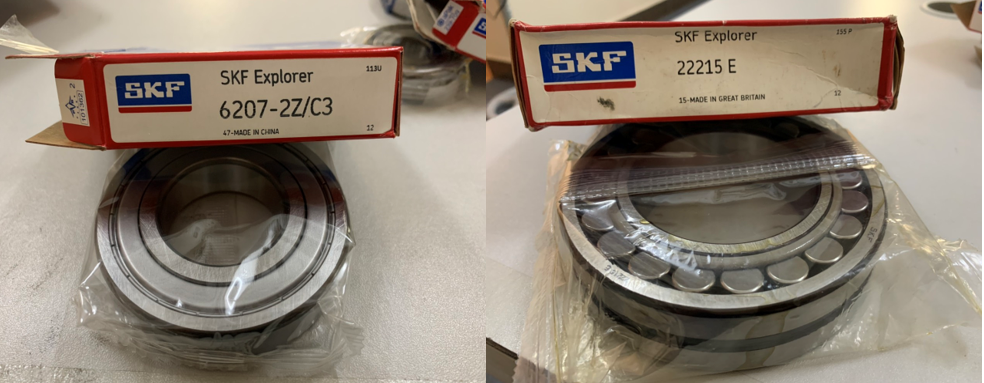 SKF
SKF Explorer
113U
6207-2Z/C3
47-MADE IN CHINA
12
SKF
SKF Explorer
22215 E
15-MADE IN GREAT BRITAIN
12
SKF